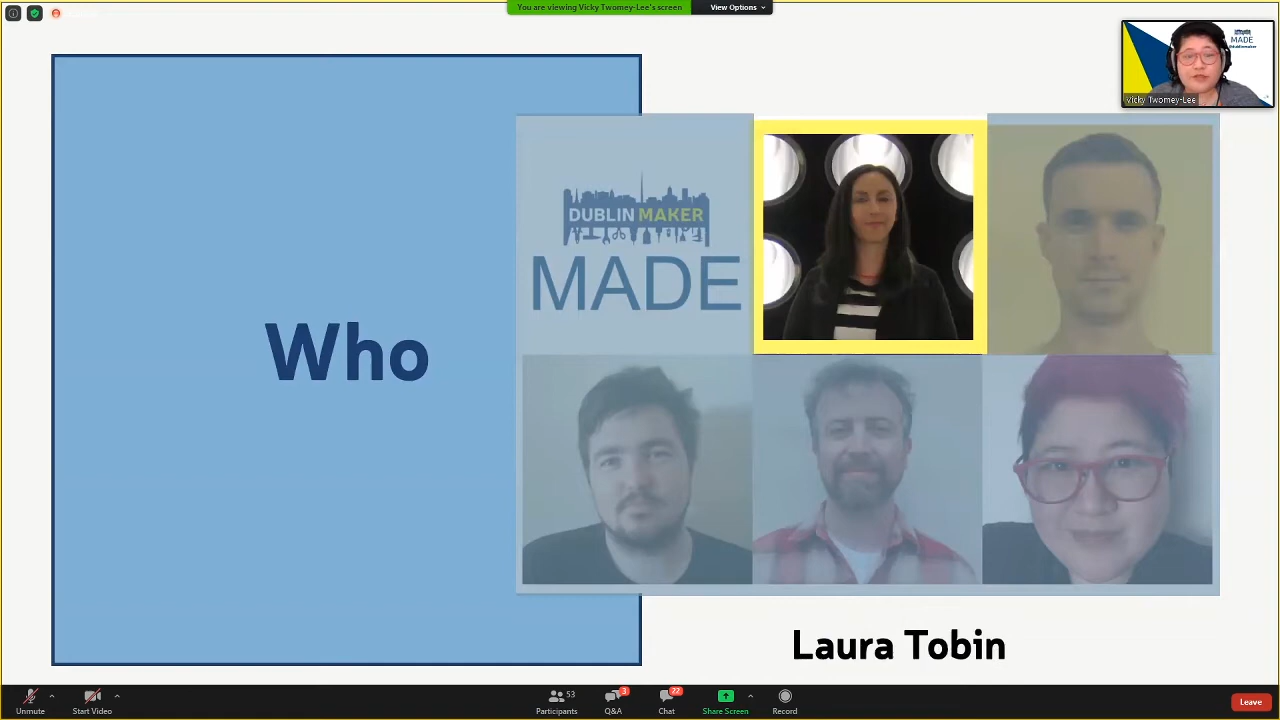 You are viewing Vicky Twomey-Lee's screen
View Options
MADE
Vicky Twomey-Lee
DUBLIN MAKER
MADE
Who
Laura Tobin
Unmute
Start Video
53
Participants
3
Q&A
22
Chat
Share Screen
Record
Leave